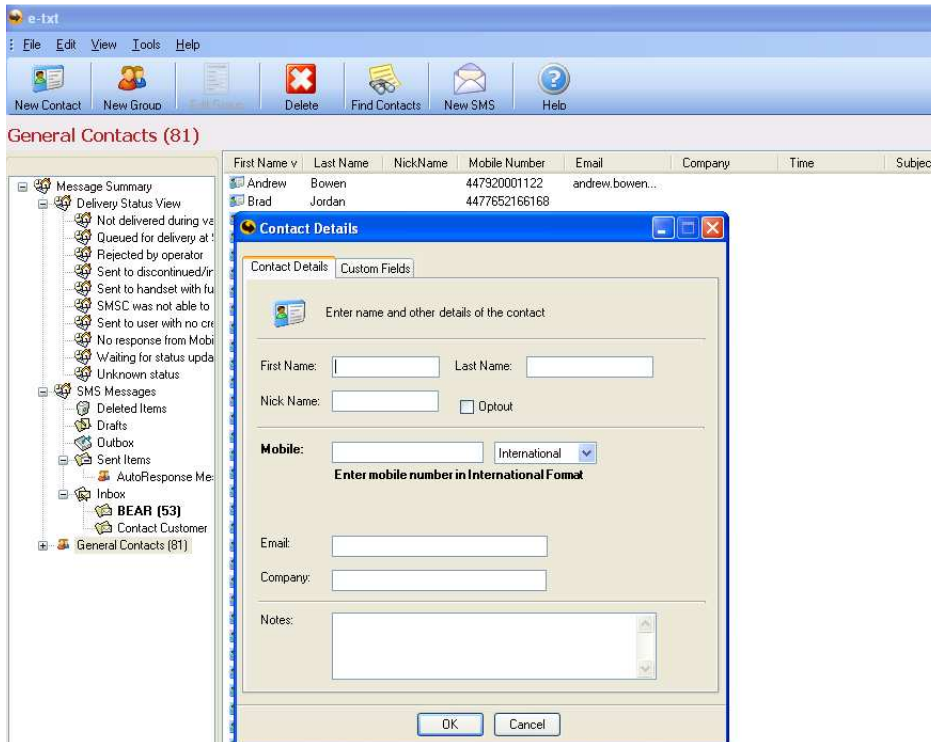 e-txt
File Edit View Tools Help
New Contact New Group Delete Find Contacts New SMS Help
General Contacts (81)
First Name v Last Name NickName Mobile Number Email Company Time Subjec
Andrew Bowen 447920001122 andrew.bowen...
Brad Jordan 4477652166168
Message Summary
Delivery Status View
Not delivered during va
Queued for delivery at
Rejected by operator
Sent to discontinued/in
Sent to handset with fu
SMSC was not able to
Sent to user with no cre
No response from Mobi
Waiting for status upda
Unknown status
SMS Messages
Deleted Items
Drafts
Outbox
Sent Items
AutoResponse Me
Inbox
BEAR (53)
Contact Customer
General Contacts (81)
Contact Details
Contact Details Custom Fields
Enter name and other details of the contact
First Name: Last Name:
Nick Name: Optout
Mobile: International
Enter mobile number in International Format
Email:
Company:
Notes:
OK Cancel